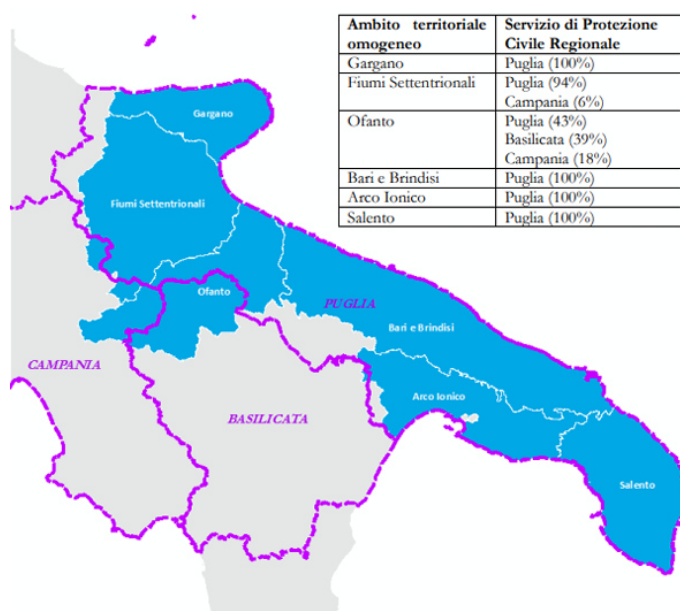 Ambito territoriale Servizio di Protezione
omogeneo Civile Regionale
Gargano Puglia (100%)
Fiumi Settentrionali Puglia (94%)
Campania (6%)
Ofanto Puglia (43%)
Basilicata (39%)
Campania (18%)
Bari e Brindisi Puglia (100%)
Arco Ionico Puglia (100%)
Salento Puglia (100%)
Gargano
Fiumi Settentrionali
Ofanto
PUGLIA
Bari e Brindisi
CAMPANIA
Arco Ionico
BASILICATA
Salento